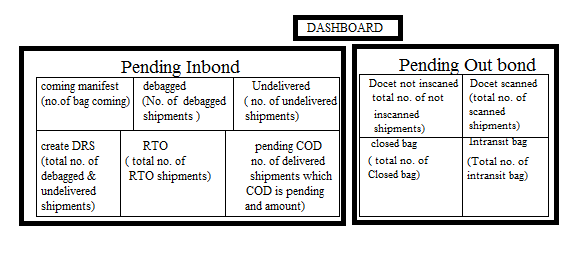 DASHBOARD
Pending Inbond
coming manifest
(no.of bag coming)
debagged
(No. of debagged
shipments )
Undelivered
( no. of undelivered
shipments)
create DRS
(total no. of
debagged &
undelivered
shipments)
RTO
( total no. of
RTO shipments)
pending COD
no. of delivered
shipments which
COD is pending
and amount)
Pending Out bond
Docet not inscaned
total no. of not
inscanned
shipments)
Docet scanned
(total no. of
scanned
shipments)
closed bag
( total no. of
Closed bag)
Intransit bag
(Total no. of
intransit bag)